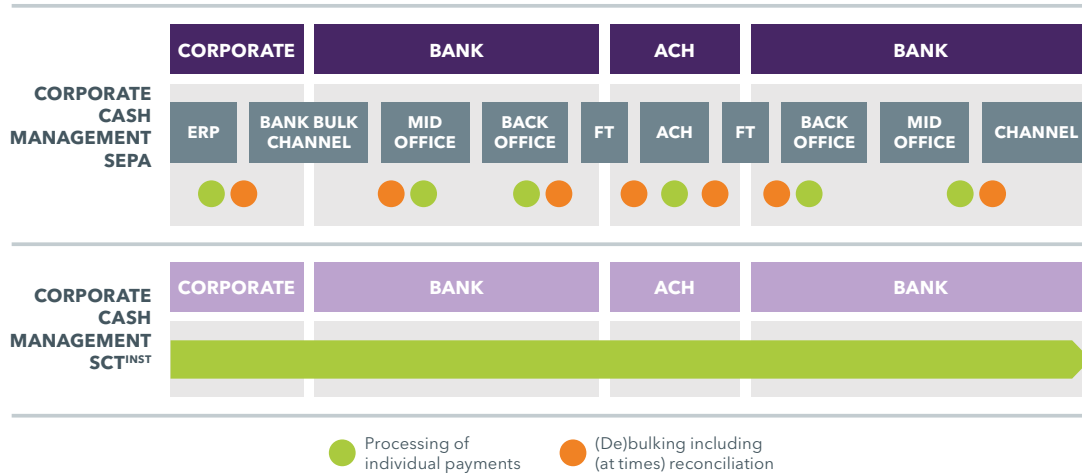 CORPORATE
BANK
ACH
BANK
CORPORATE
CASH
MANAGEMENT
SEPA
ERP
BANK BULK
CHANNEL
MID
OFFICE
BACK
OFFICE
FT
ACH
FT
BACK
OFFICE
MID
OFFICE
CHANNEL
CORPORATE
BANK
ACH
BANK
CORPORATE
CASH
MANAGEMENT
SCTINST
Processing of
individual payments
(De)bulking including
(at times) reconciliation